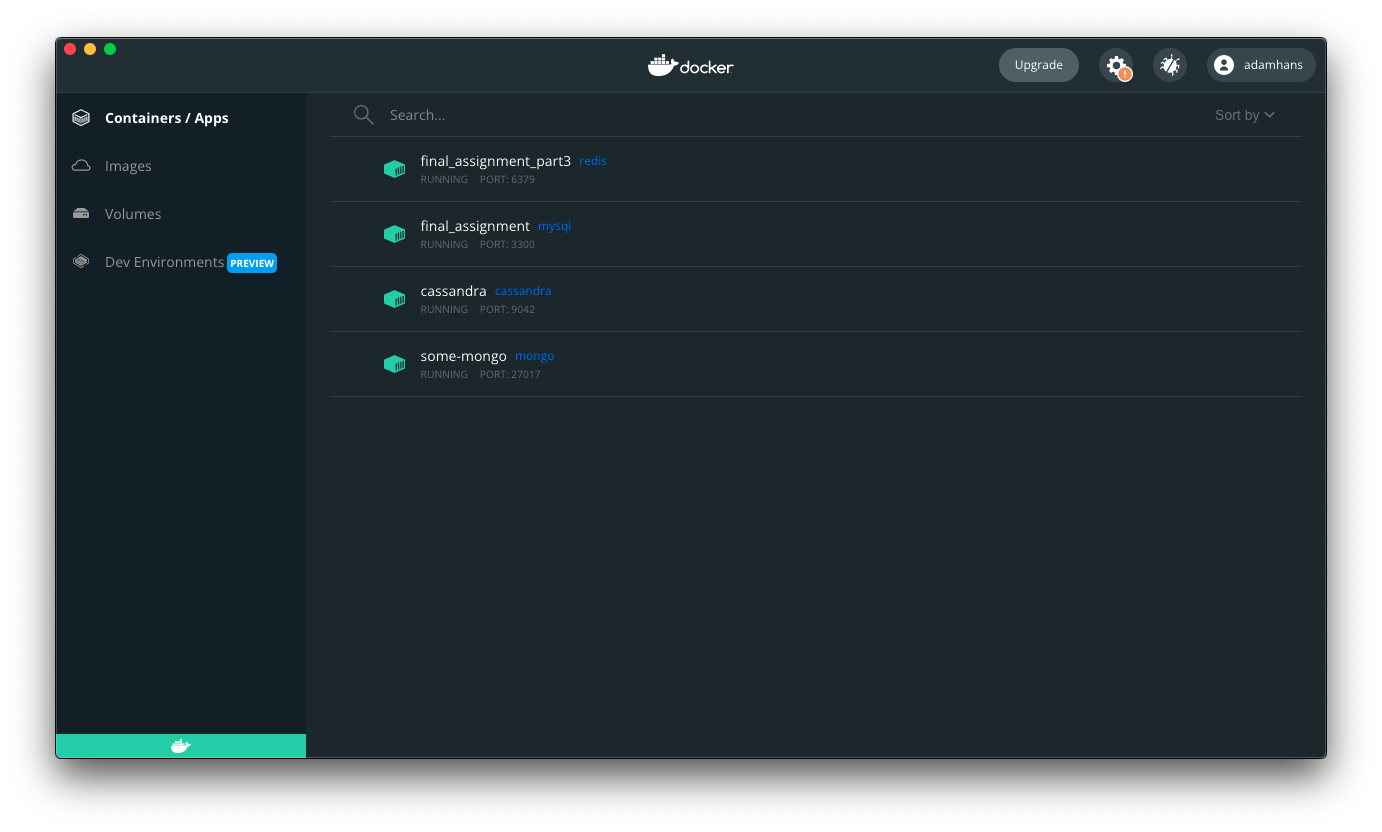 docker
Upgrade
!
adamhans
Containers / Apps
Images
Volumes
Dev Environments PREVIEW
Search...
Sort by
final_assignment_part3 redis
RUNNING PORT: 6379
final_assignment mysql
RUNNING PORT: 3300
cassandra cassandra
RUNNING PORT: 9042
some-mongo mongo
RUNNING PORT: 27017